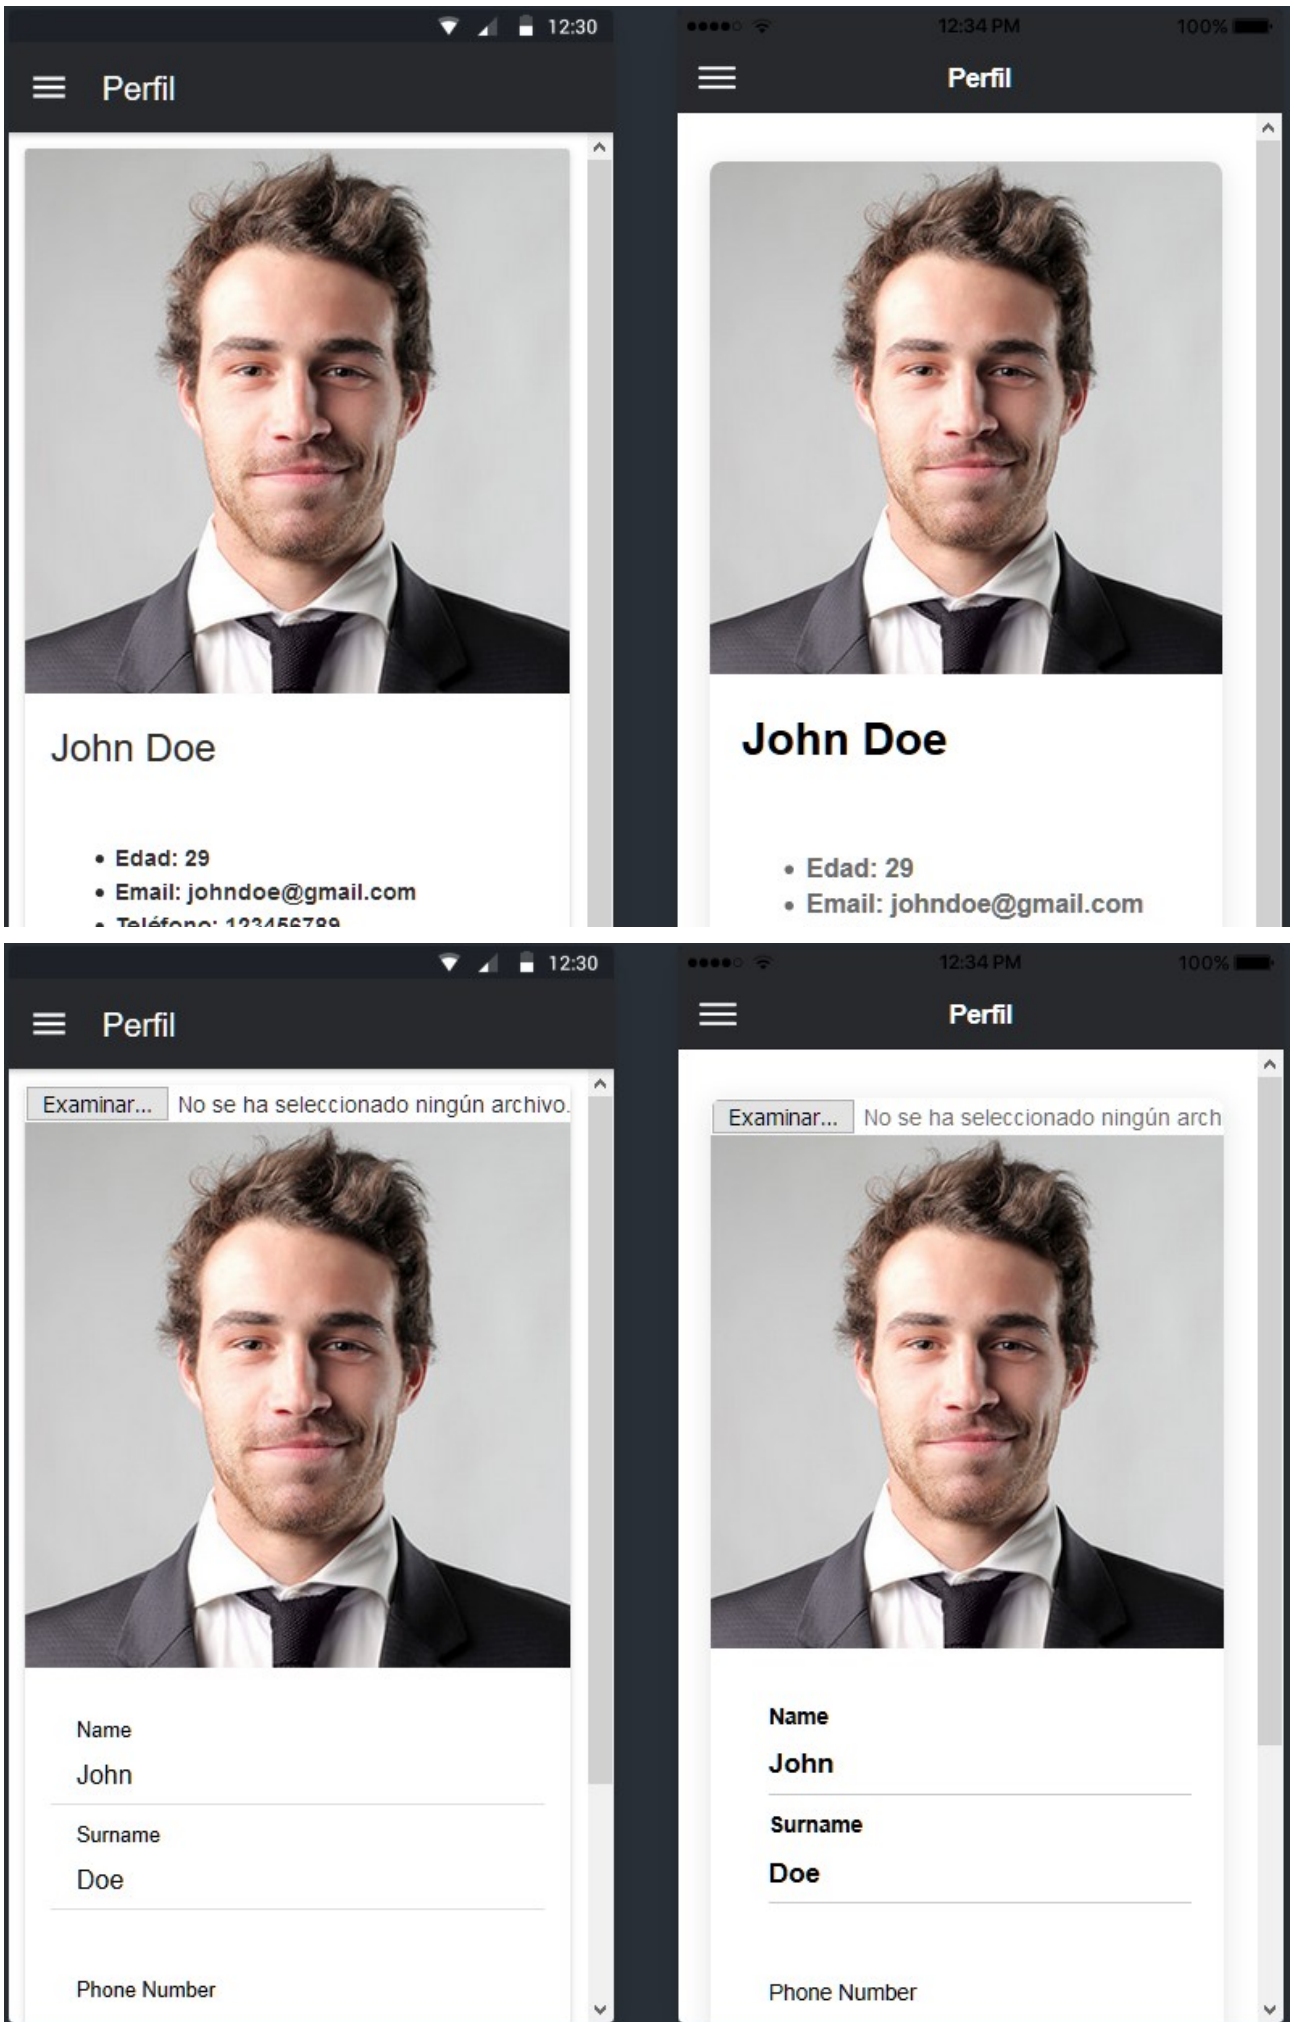 12:30
Perfil
John Doe
Edad: 29
Email: johndoe@gmail.com
Teléfono: 123456789
12:34 PM 100%
Perfil
John Doe
Edad: 29
Email: johndoe@gmail.com
12:30
Perfil
Examinar... No se ha seleccionado ningún archivo.
Name
John
Surname
Doe
Phone Number
12:34 PM 100%
Perfil
Examinar... No se ha seleccionado ningún arch
Name
John
Surname
Doe
Phone Number